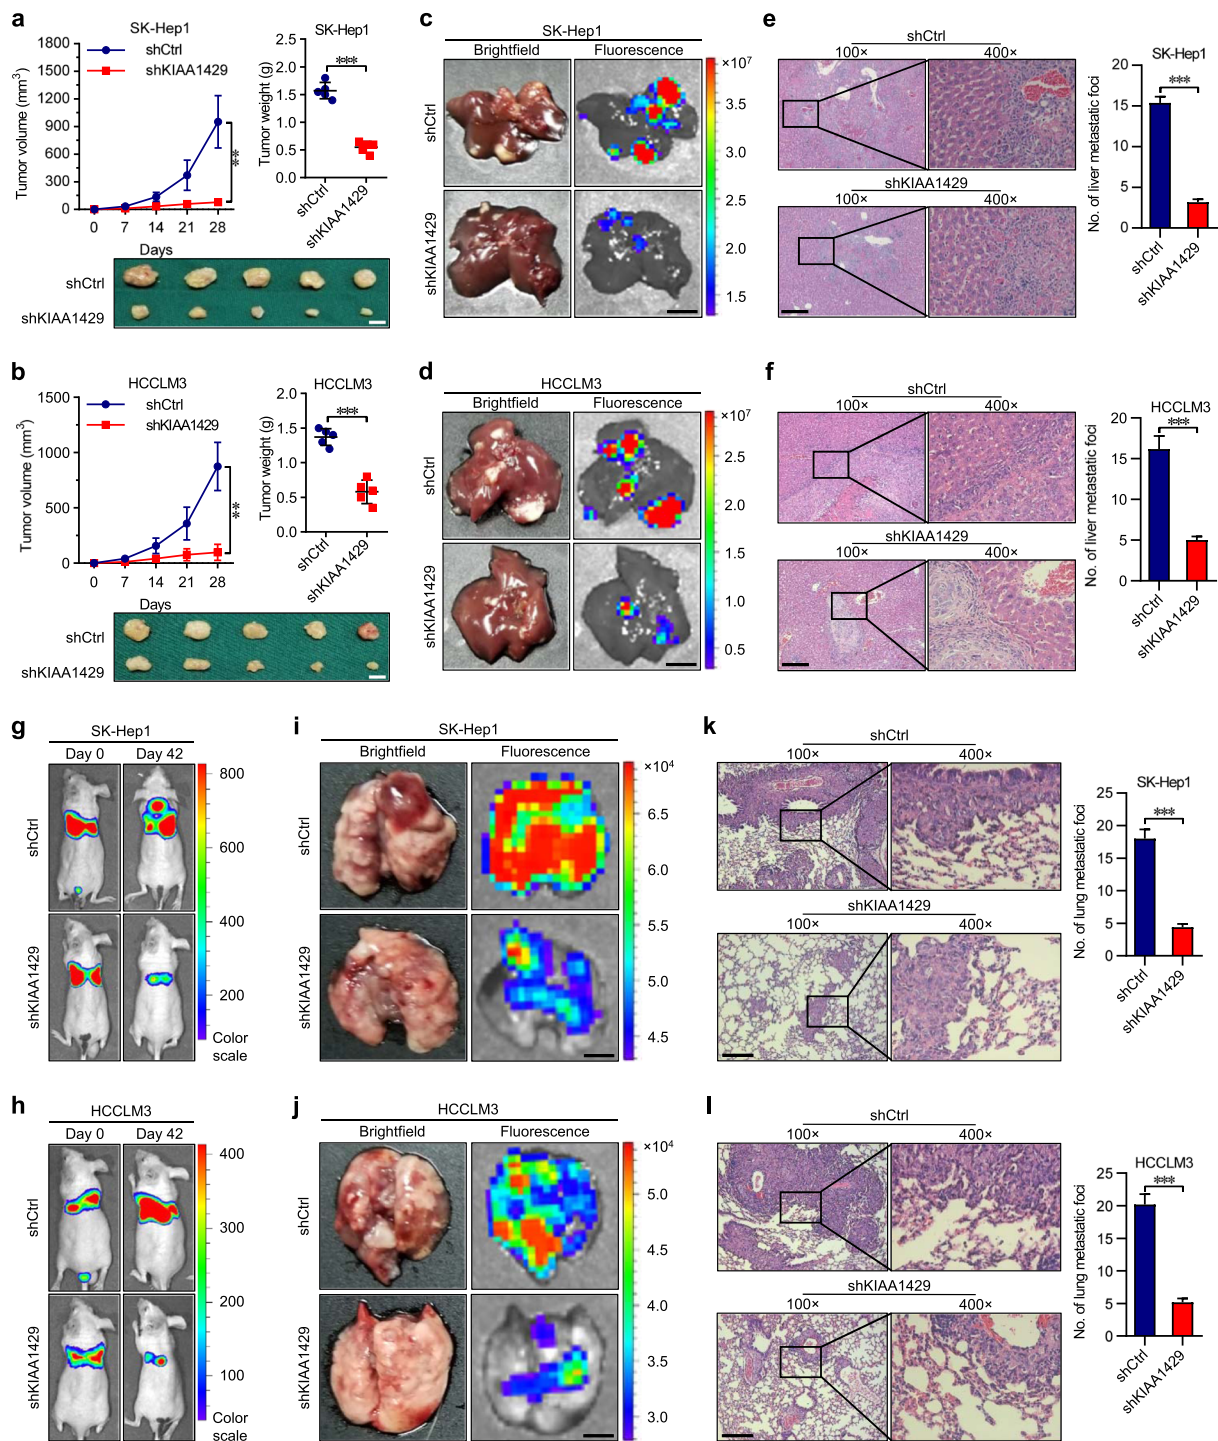 a
SK-Hep1
Tumor volume (mm³)
1800
1500
1200
900
600
300
0
shCtrl
shKIAA1429
**
0 7 14 21 28
Days
SK-Hep1
Tumor weight (g)
2.5
2.0
1.5
1.0
0.5
0.0
***
shCtrl
shKIAA1429
shCtrl
shKIAA1429
b
HCCLM3
Tumor volume (mm³)
1500
1000
500
0
shCtrl
shKIAA1429
**
0 7 14 21 28
Days
HCCLM3
Tumor weight (g)
2.0
1.5
1.0
0.5
0.0
***
shCtrl
shKIAA1429
shCtrl
shKIAA1429
c
SK-Hep1
Brightfield Fluorescence
shCtrl
shKIAA1429
×10⁷
3.0
2.5
2.0
1.5
d
HCCLM3
Brightfield Fluorescence
shCtrl
shKIAA1429
×10⁷
2.5
2.0
1.5
1.0
0.5
e
shCtrl
100× 400×
shKIAA1429
100× 400×
SK-Hep1
No. of liver metastatic foci
20
15
10
5
0
***
shCtrl
shKIAA1429
f
shCtrl
100× 400×
shKIAA1429
100× 400×
HCCLM3
No. of liver metastatic foci
20
15
10
5
0
***
shCtrl
shKIAA1429
g
SK-Hep1
Day 0 Day 42
shCtrl
shKIAA1429
800
600
400
200
Color
scale
h
HCCLM3
Day 0 Day 42
shCtrl
shKIAA1429
400
300
200
100
Color
scale
i
SK-Hep1
Brightfield Fluorescence
shCtrl
shKIAA1429
×10⁴
6.5
6.0
5.5
5.0
4.5
j
HCCLM3
Brightfield Fluorescence
shCtrl
shKIAA1429
×10⁴
5.0
4.5
4.0
3.5
3.0
k
shCtrl
100× 400×
shKIAA1429
100× 400×
SK-Hep1
No. of lung metastatic foci
25
20
15
10
5
0
***
shCtrl
shKIAA1429
l
shCtrl
100× 400×
shKIAA1429
100× 400×
HCCLM3
No. of lung metastatic foci
25
20
15
10
5
0
***
shCtrl
shKIAA1429